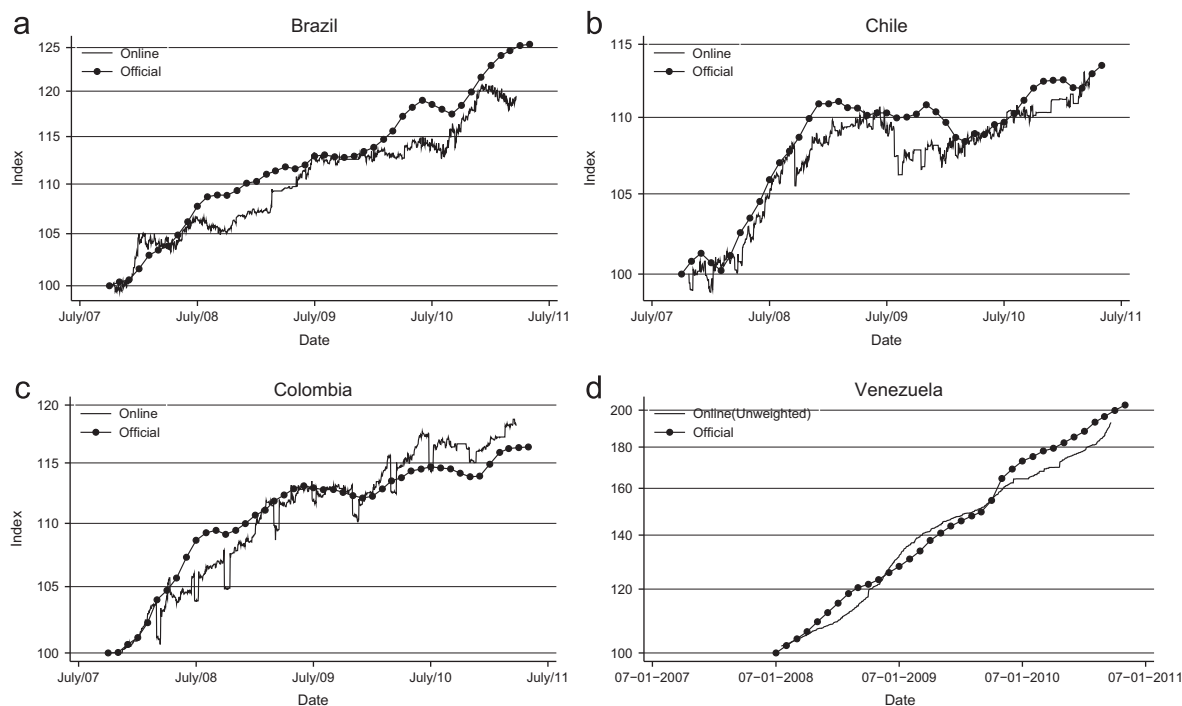 a
Brazil
125
120
115
110
105
100
Index
Online
Official
July/07
July/08
July/09
July/10
July/11
Date
b
Chile
115
110
105
100
Index
Online
Official
July/07
July/08
July/09
July/10
July/11
Date
c
Colombia
120
115
110
105
100
Index
Online
Official
July/07
July/08
July/09
July/10
July/11
Date
d
Venezuela
200
180
160
140
120
100
Online(Unweighted)
Official
07−01−2007
07−01−2008
07−01−2009
07−01−2010
07−01−2011
Date